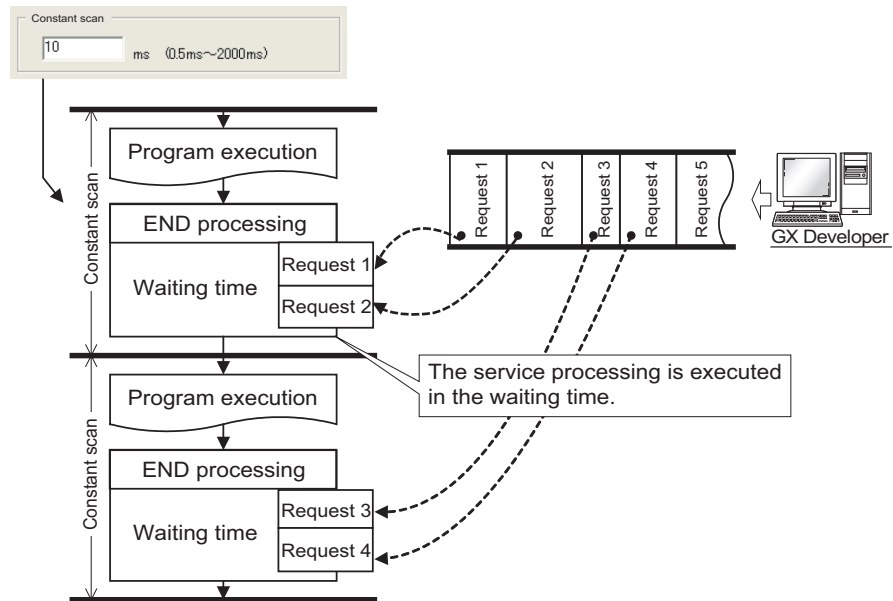 Constant scan
10
ms (0.5ms～2000ms)
Constant scan
Program execution
END processing
Waiting time
Request 1
Request 2
Request 1
Request 2
Request 3
Request 4
Request 5
GX Developer
The service processing is executed
in the waiting time.
Constant scan
Program execution
END processing
Waiting time
Request 3
Request 4